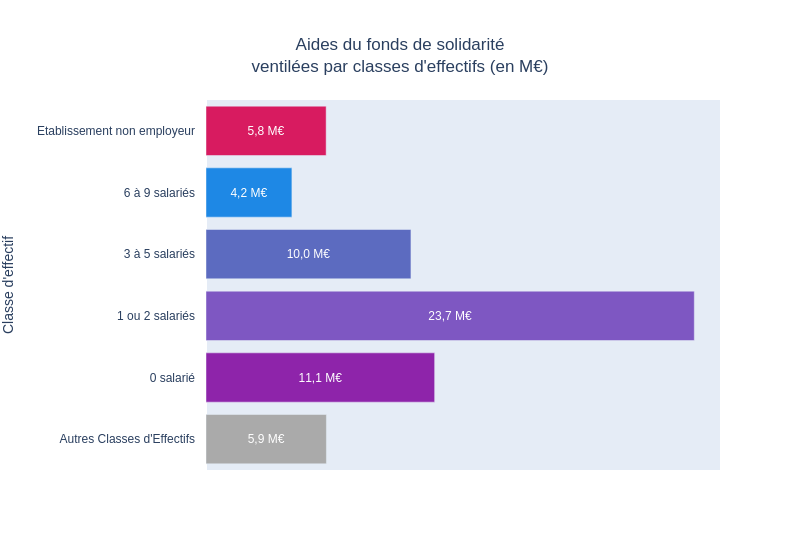 Aides du fonds de solidarité
ventilées par classes d'effectifs (en M€)
Classe d'effectif
Etablissement non employeur
5,8 M€
6 à 9 salariés
4,2 M€
3 à 5 salariés
10,0 M€
1 ou 2 salariés
23,7 M€
0 salarié
11,1 M€
Autres Classes d'Effectifs
5,9 M€